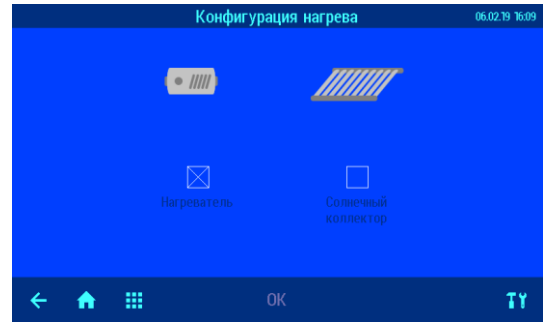 Конфигурация нагрева 06.02.19 16:09
Нагреватель Солнечный
коллектор
OK